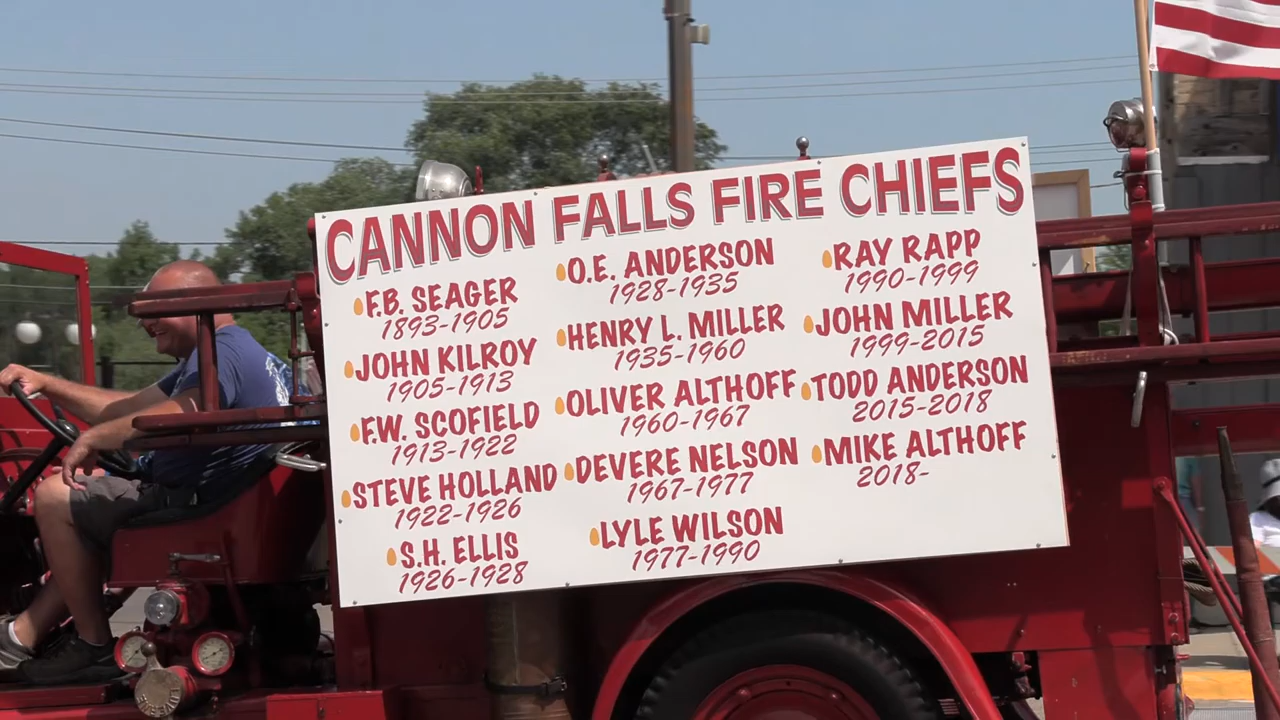 CANNON FALLS FIRE CHIEFS
F.B. SEAGER
1893-1905
JOHN KILROY
1905-1913
F.W. SCOFIELD
1913-1922
STEVE HOLLAND
1922-1926
S.H. ELLIS
1926-1928
O.E. ANDERSON
1928-1935
HENRY L. MILLER
1935-1960
OLIVER ALTHOFF
1960-1967
DEVERE NELSON
1967-1977
LYLE WILSON
1977-1990
RAY RAPP
1990-1999
JOHN MILLER
1999-2015
TODD ANDERSON
2015-2018
MIKE ALTHOFF
2018-